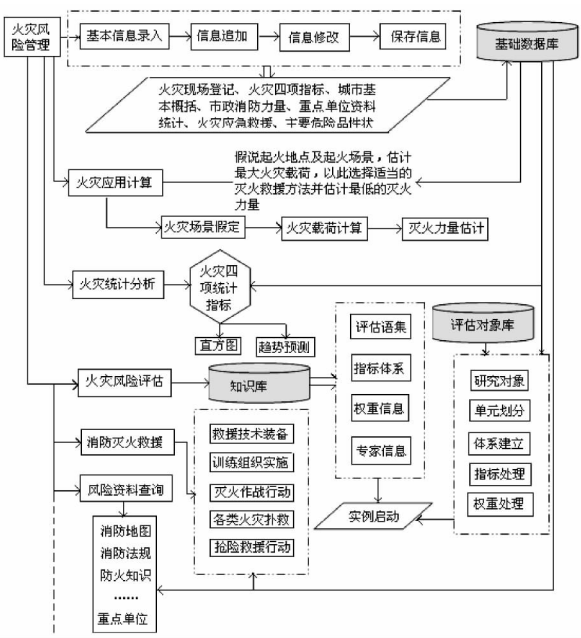 火灾风
险管理
基本信息录入
信息追加
信息修改
保存信息
基础数据库
火灾现场登记、火灾四项指标、城市基
本概括、市政消防力量、重点单位资料
统计、火灾应急救援、主要危险品性状
假说起火地点及起火场景，估计
最大火灾载荷，以此选择适当的
灭火救援方法并估计最低的灭火
力量
火灾应用计算
火灾场景假定
火灾载荷计算
灭火力量估计
火灾统计分析
火灾四
项统计
指标
直方图
趋势预测
评估语集
指标体系
权重信息
专家信息
评估对象库
火灾风险评估
知识库
研究对象
单元划分
体系建立
指标处理
权重处理
消防灭火救援
救援技术装备
训练组织实施
灭火作战行动
各类火灾扑救
抢险救援行动
实例启动
风险资料查询
消防地图
消防法规
防火知识
……
重点单位